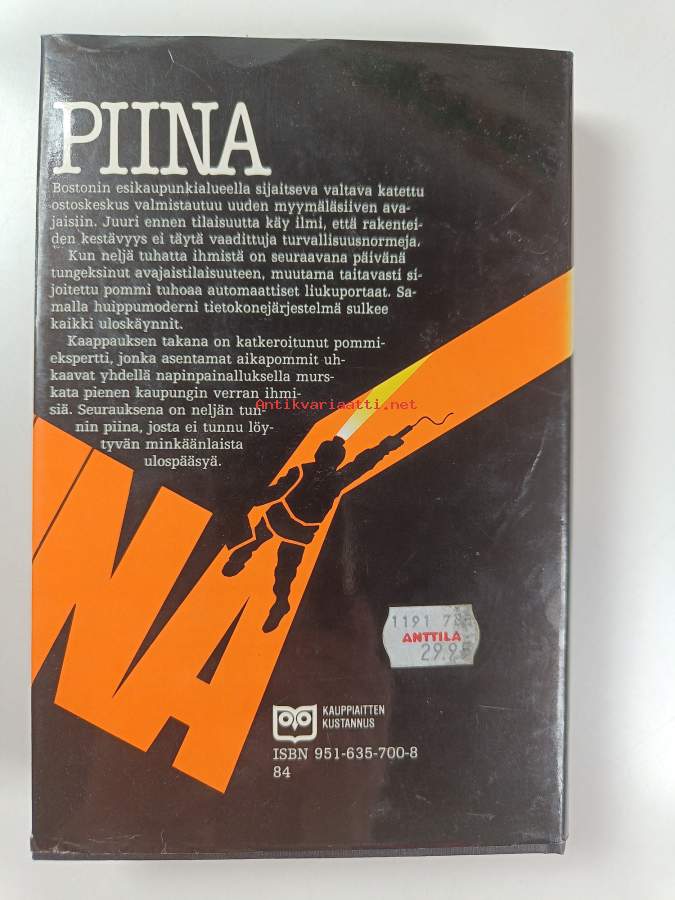 PIINA
Bostonin esikaupunkialueella sijaitseva valtava katettu
ostoskeskus valmistautuu uuden myymäläsiiven ava-
jaisiin. Juuri ennen tilaisuutta käy ilmi, että rakentei-
den kestävyys ei täytä vaadittuja turvallisuusnormeja.
Kun neljä tuhatta ihmistä on seuraavana päivänä
tungeksinut avajaistilaisuuteen, muutama taitavasti si-
joitettu pommi tuhoaa automaattiset liukuportaat. Sa-
malla huippumoderni tietokonejärjestelmä sulkee
kaikki uloskäynnit.
Kaappauksen takana on katkeroitunut pommi-
ekspertti, jonka asentamat aikapommit uh-
kaavat yhdellä napinpainalluksella murs-
kata pienen kaupungin verran ihmi-
siä. Seurauksena on neljän tun-
nin piina, josta ei tunnu löy-
tyvän minkäänlaista
ulospääsyä.
Antikvariaatti.net
INA
1191
ANTTILA
KAUPPIAITTEN
KUSTANNUS
ISBN 951-635-700-8
84